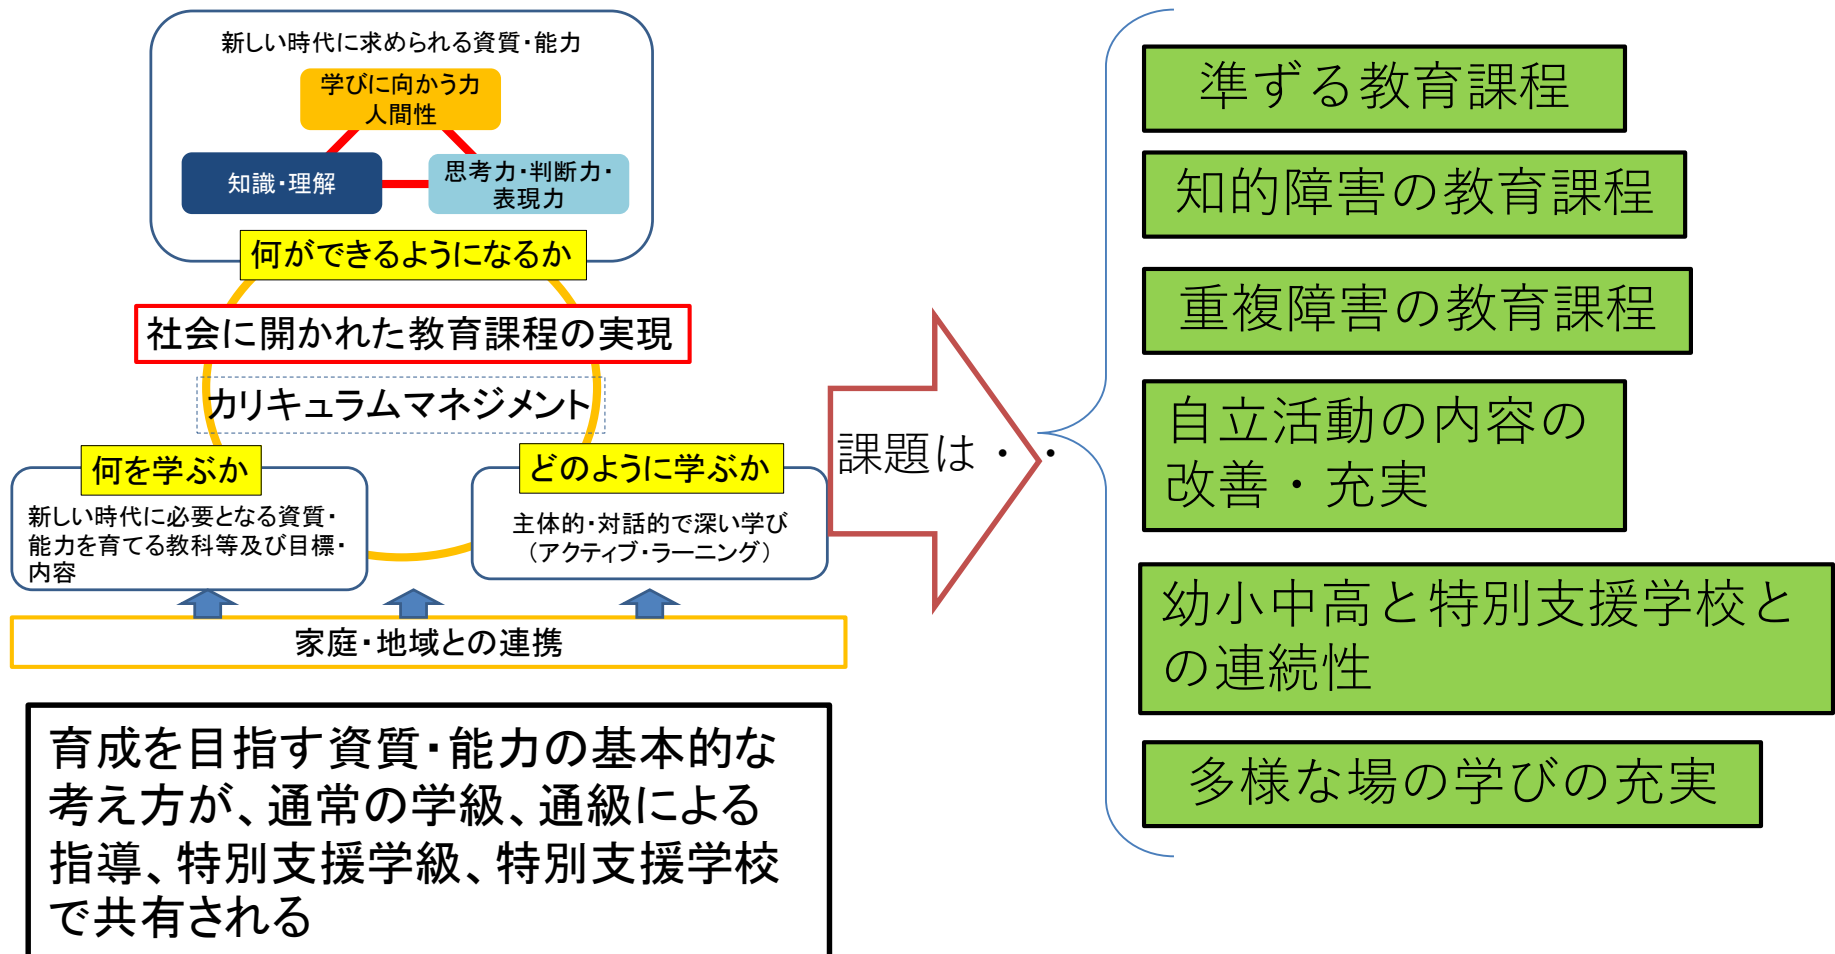 新しい時代に求められる資質・能力
学びに向かう力
人間性
知識・理解
思考力・判断力・
表現力
何ができるようになるか
社会に開かれた教育課程の実現
カリキュラムマネジメント
何を学ぶか
新しい時代に必要となる資質・
能力を育てる教科等及び目標・
内容
どのように学ぶか
主体的・対話的で深い学び
（アクティブ・ラーニング）
家庭・地域との連携
育成を目指す資質・能力の基本的な
考え方が、通常の学級、通級による
指導、特別支援学級、特別支援学校
で共有される
課題は・・
準ずる教育課程
知的障害の教育課程
重複障害の教育課程
自立活動の内容の
改善・充実
幼小中高と特別支援学校と
の連続性
多様な場の学びの充実